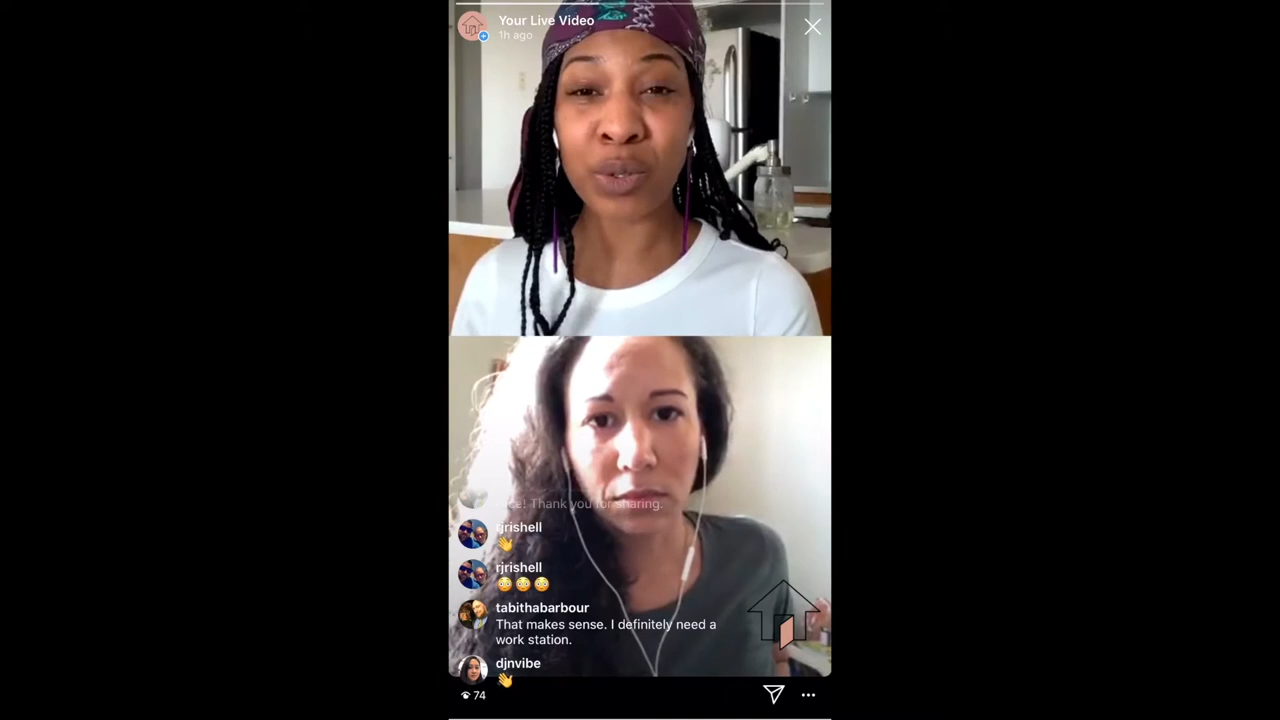 Your Live Video
1h ago
Thank you for sharing.
rjrishell
rjrishell
tabithabarbour
That makes sense. I definitely need a
work station.
djnvibe
74